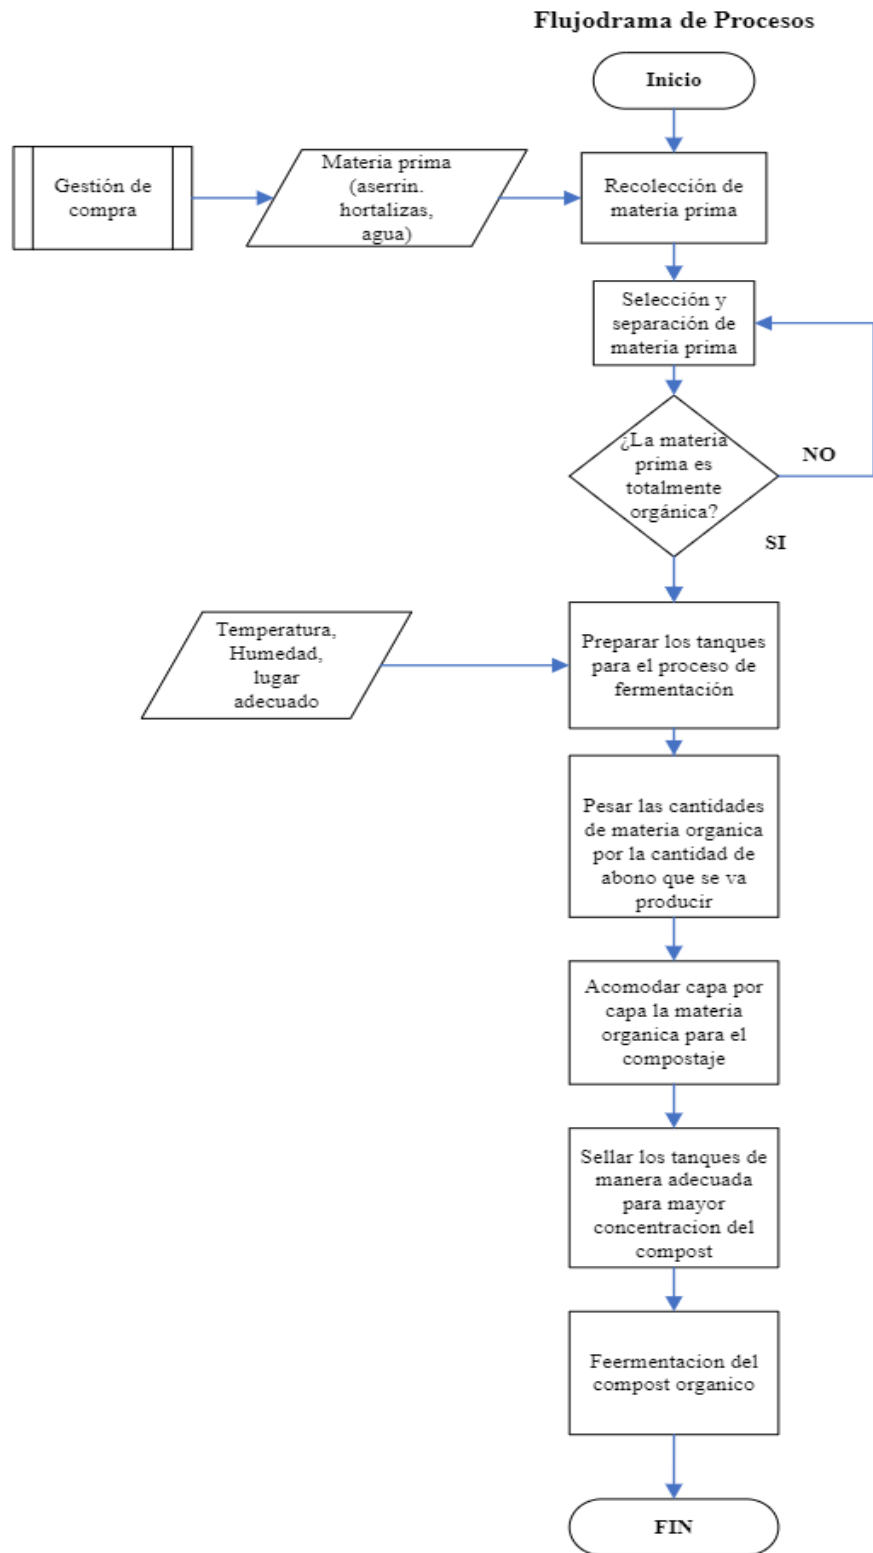 Flujodrama de Procesos
Inicio
Gestión de
compra
Materia prima
(aserrin.
hortalizas,
agua)
Recolección de
materia prima
Selección y
separación de
materia prima
¿La materia
prima es
totalmente
orgánica?
NO
SI
Temperatura,
Humedad,
lugar
adecuado
Preparar los tanques
para el proceso de
fermentación
Pesar las cantidades
de materia organica
por la cantidad de
abono que se va
producir
Acomodar capa por
capa la materia
organica para el
compostaje
Sellar los tanques de
manera adecuada
para mayor
concentracion del
compost
Feermentacion del
compost organico
FIN